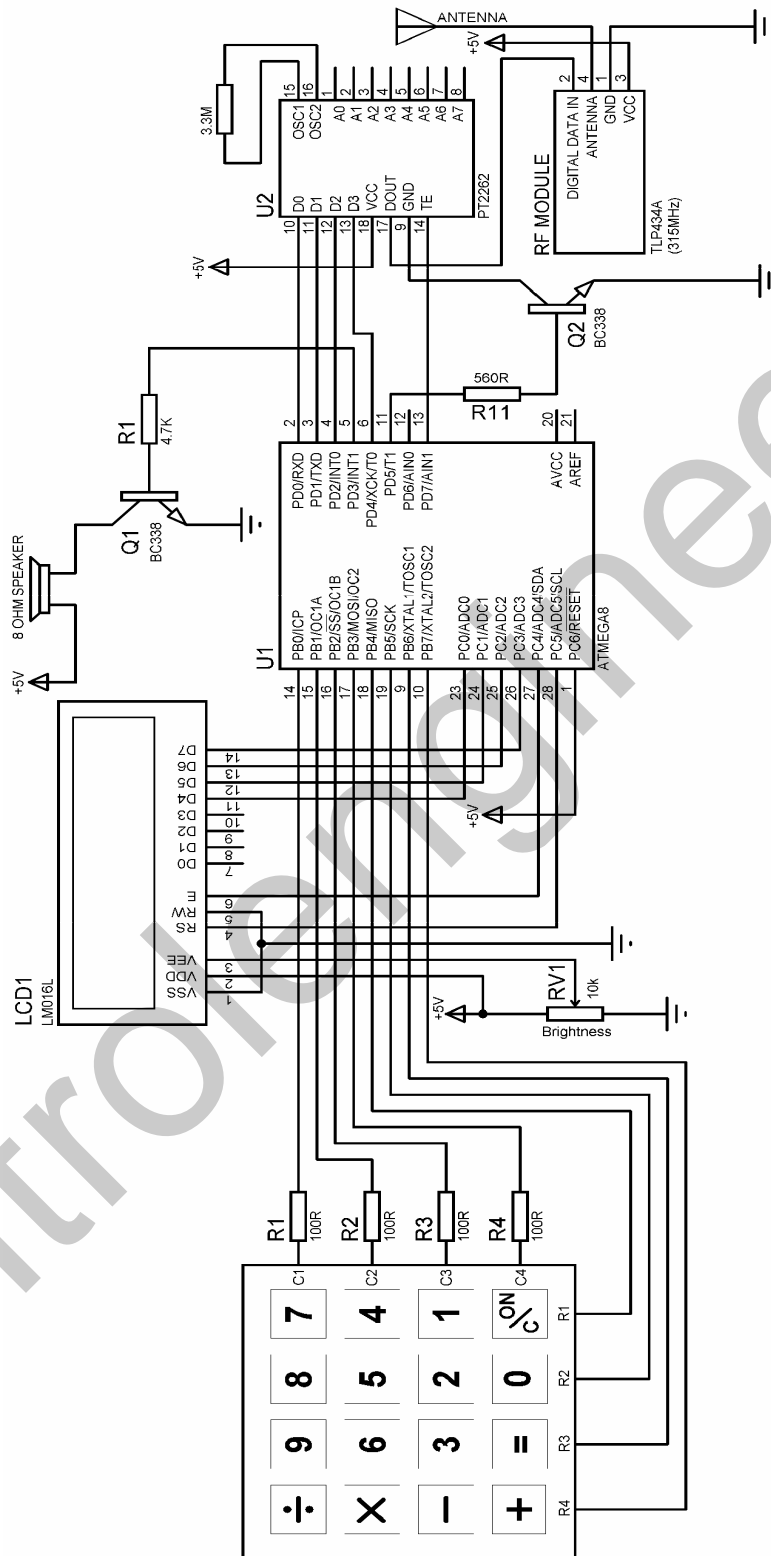 ANTENNA
+5V
3.3M
15
16
OSC1
OSC2
1
2
3
4
5
6
7
8
A0
A1
A2
A3
A4
A5
A6
A7
U2
D0
D1
D2
D3
VCC
DOUT
GND
TE
10
11
12
13
18
17
9
14
PT2262
2
4
1
3
DIGITAL DATA IN
ANTENNA
GND
VCC
RF MODULE
TLP434A
(315MHz)
+5V
R1
4.7K
Q1
BC338
8 OHM SPEAKER
+5V
560R
R11
Q2
BC338
2
3
4
5
6
11
12
13
20
21
PD0/RXD
PD1/TXD
PD2/INT0
PD3/INT1
PD4/XCK/T0
PD5/T1
PD6/AIN0
PD7/AIN1
AVCC
AREF
PB0/ICP
PB1/OC1A
PB2/SS/OC1B
PB3/MOSI/OC2
PB4/MISO
PB5/SCK
PB6/XTAL1/TOSC1
PB7/XTAL2/TOSC2
PC0/ADC0
PC1/ADC1
PC2/ADC2
PC3/ADC3
PC4/ADC4/SDA
PC5/ADC5/SCL
PC6/RESET
U1
ATMEGA8
14
15
16
17
18
19
9
10
23
24
25
26
27
28
1
+5V
LCD1
LM016L
D7
D6
D5
D4
D3
D2
D1
D0
E
RW
RS
VEE
VDD
VSS
14
13
12
11
10
9
8
7
6
5
4
3
2
1
+5V
RV1
10k
Brightness
R1
100R
R2
100R
R3
100R
R4
100R
C1
C2
C3
C4
7
4
1
ON/C
8
5
2
0
9
6
3
=
÷
×
−
+
R1
R2
R3
R4
trolenginee